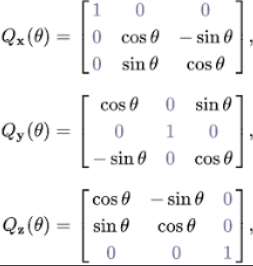 Q_x(θ) = [ 1 0 0
0 cos θ − sin θ
0 sin θ cos θ ],
Q_y(θ) = [ cos θ 0 sin θ
0 1 0
− sin θ 0 cos θ ],
Q_z(θ) = [ cos θ − sin θ 0
sin θ cos θ 0
0 0 1 ],